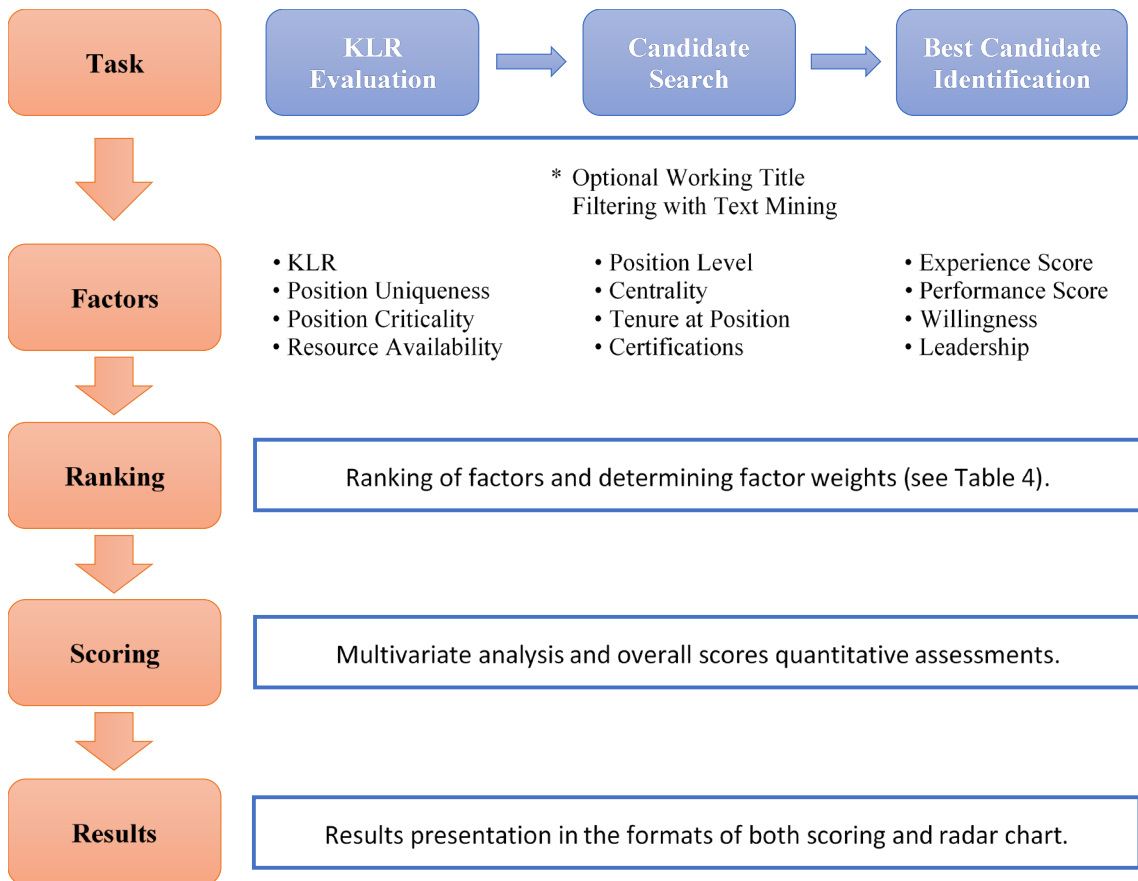 Task
KLR
Evaluation
Candidate
Search
Best Candidate
Identification
* Optional Working Title
Filtering with Text Mining
Factors
• KLR
• Position Uniqueness
• Position Criticality
• Resource Availability
• Position Level
• Centrality
• Tenure at Position
• Certifications
• Experience Score
• Performance Score
• Willingness
• Leadership
Ranking
Ranking of factors and determining factor weights (see Table 4).
Scoring
Multivariate analysis and overall scores quantitative assessments.
Results
Results presentation in the formats of both scoring and radar chart.